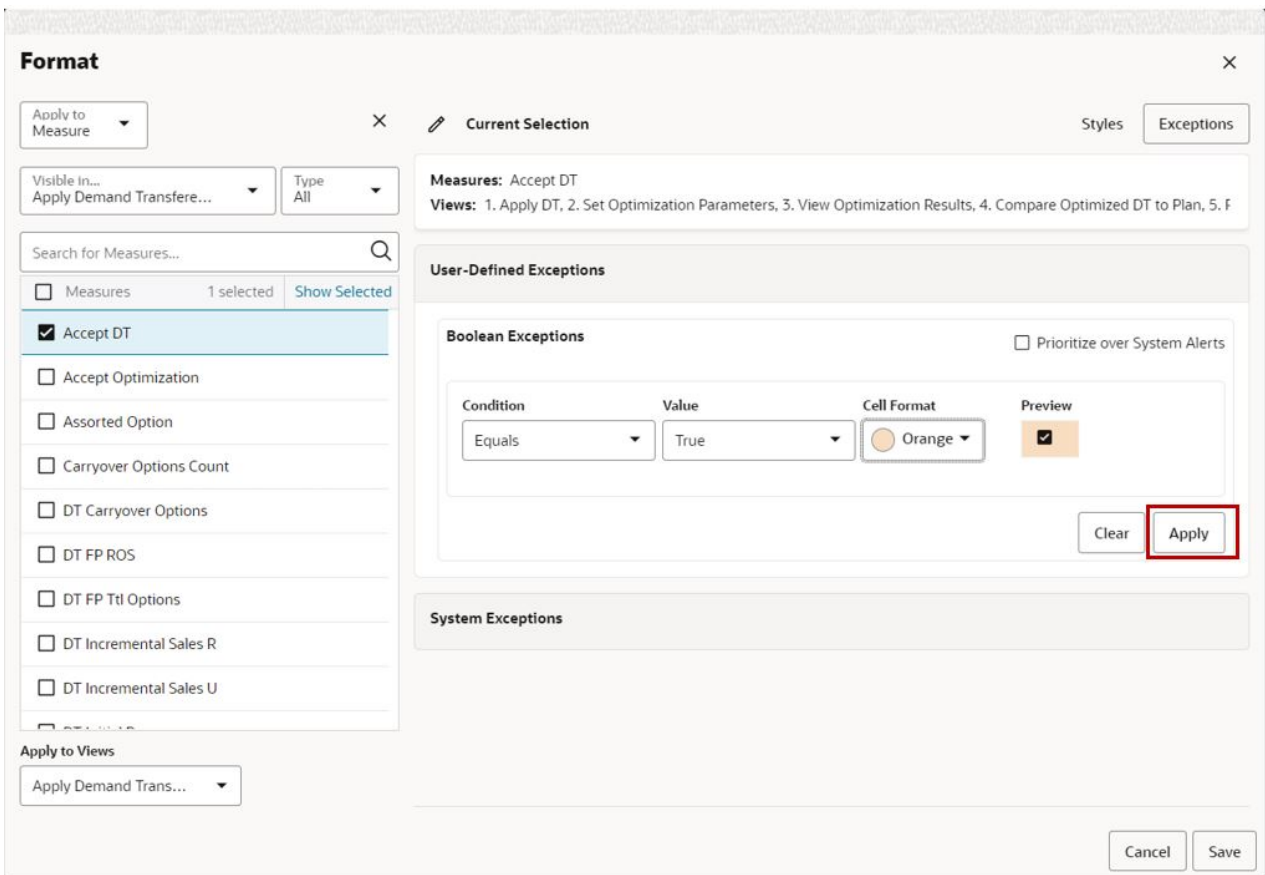 Format
Apply to
Measure
Visible in...
Apply Demand Transfere...
Type
All
Search for Measures...
Measures 1 selected Show Selected
Accept DT
Accept Optimization
Assorted Option
Carryover Options Count
DT Carryover Options
DT FP ROS
DT FP Ttl Options
DT Incremental Sales R
DT Incremental Sales U
Apply to Views
Apply Demand Trans...
Current Selection Styles Exceptions
Measures: Accept DT
Views: 1. Apply DT, 2. Set Optimization Parameters, 3. View Optimization Results, 4. Compare Optimized DT to Plan, 5.
User-Defined Exceptions
Boolean Exceptions Prioritize over System Alerts
Condition Value Cell Format Preview
Equals True Orange
Clear Apply
System Exceptions
Cancel Save